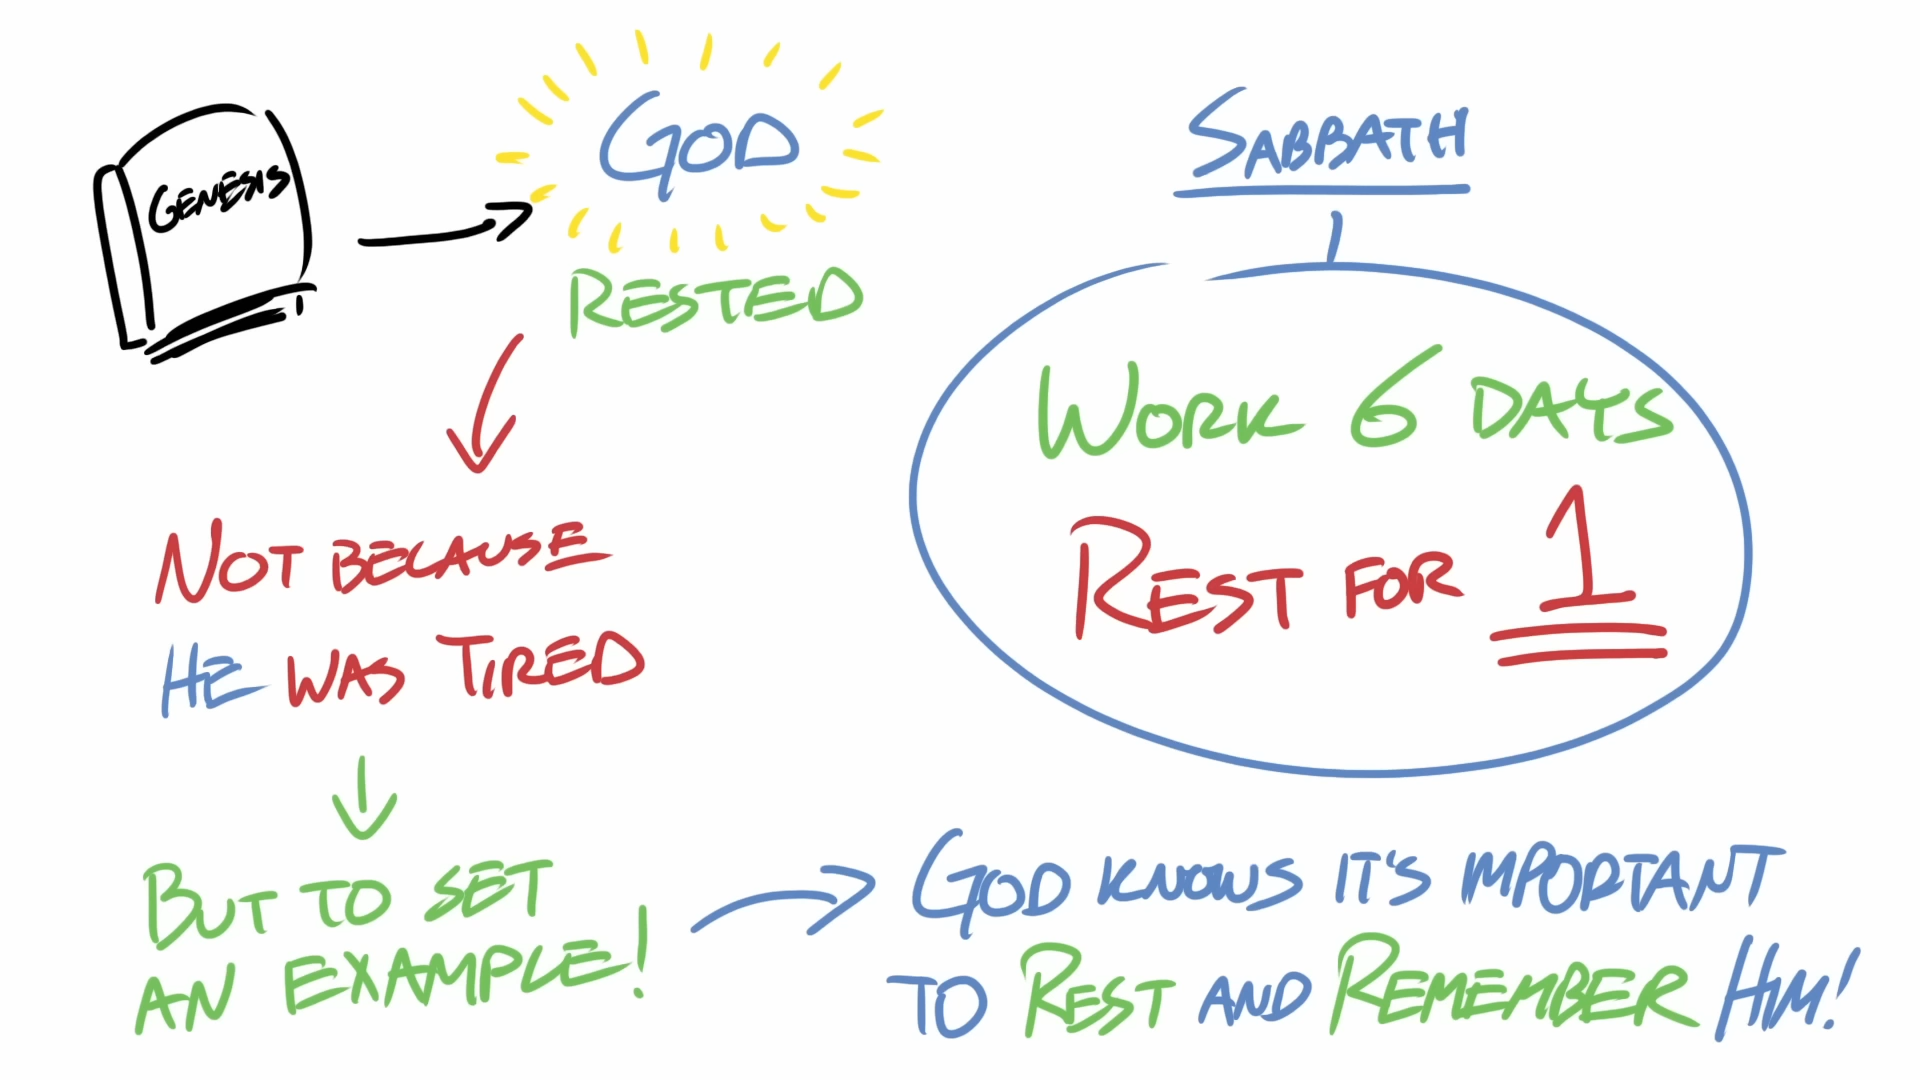 GENESIS
GOD
RESTED
NOT BECAUSE
HE WAS TIRED
BUT TO SET
AN EXAMPLE!
SABBATH
WORK 6 DAYS
REST FOR 1
GOD KNOWS IT'S IMPORTANT
TO REST AND REMEMBER HIM!